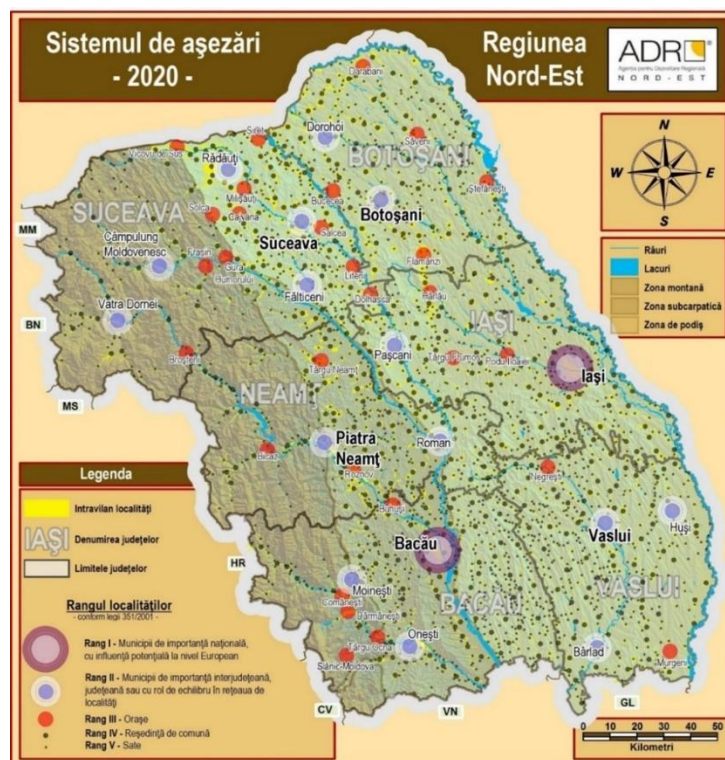 Sistemul de aşezări
- 2020 -
Regiunea
Nord-Est
ADR
Agenţia pentru Dezvoltare Regională
NORD-EST
N
W
E
S
Râuri
Lacuri
Zona montană
Zona subcarpatică
Zona de podiş
Darabani
Dorohoi
Siret
Săveni
BOTOŞANI
Vicovu de Sus
Rădăuţi
Milişăuţi
Bucecea
Botoşani
Ştefăneşti
SUCEAVA
Solca
Cajvana
Suceava
Salcea
MM
Câmpulung
Moldovenesc
Frasin
Gura
Humorului
Liteni
Flămânzi
Fălticeni
Dolhasca
Hârlău
Vatra Dornei
IAŞI
BN
Paşcani
Broşteni
Târgu Neamţ
Târgu Frumos
Podu Iloaiei
Iaşi
MS
NEAMŢ
Piatra
Neamţ
Roman
Bicaz
Roznov
Negreşti
Buhuşi
Bacău
Vaslui
Huşi
HR
Moineşti
BACĂU
VASLUI
Comăneşti
Dărmăneşti
Târgu Ocna
Oneşti
Slănic-Moldova
Bârlad
Murgeni
CV
VN
GL
Legenda
Intravilan localităţi
IAŞI
Denumirea judeţelor
Limitele judeţelor
Rangul localităţilor
- conform legii 351/2001 -
Rang I - Municipii de importanţă naţională,
cu influenţă potenţială la nivel European
Rang II - Municipii de importanţă interjudeţeană,
judeţeană sau cu rol de echilibru în reţeaua de
localităţi
Rang III - Oraşe
Rang IV - Reşedinţă de comună
Rang V - Sate
0 10 20 30 40 50
Kilometri